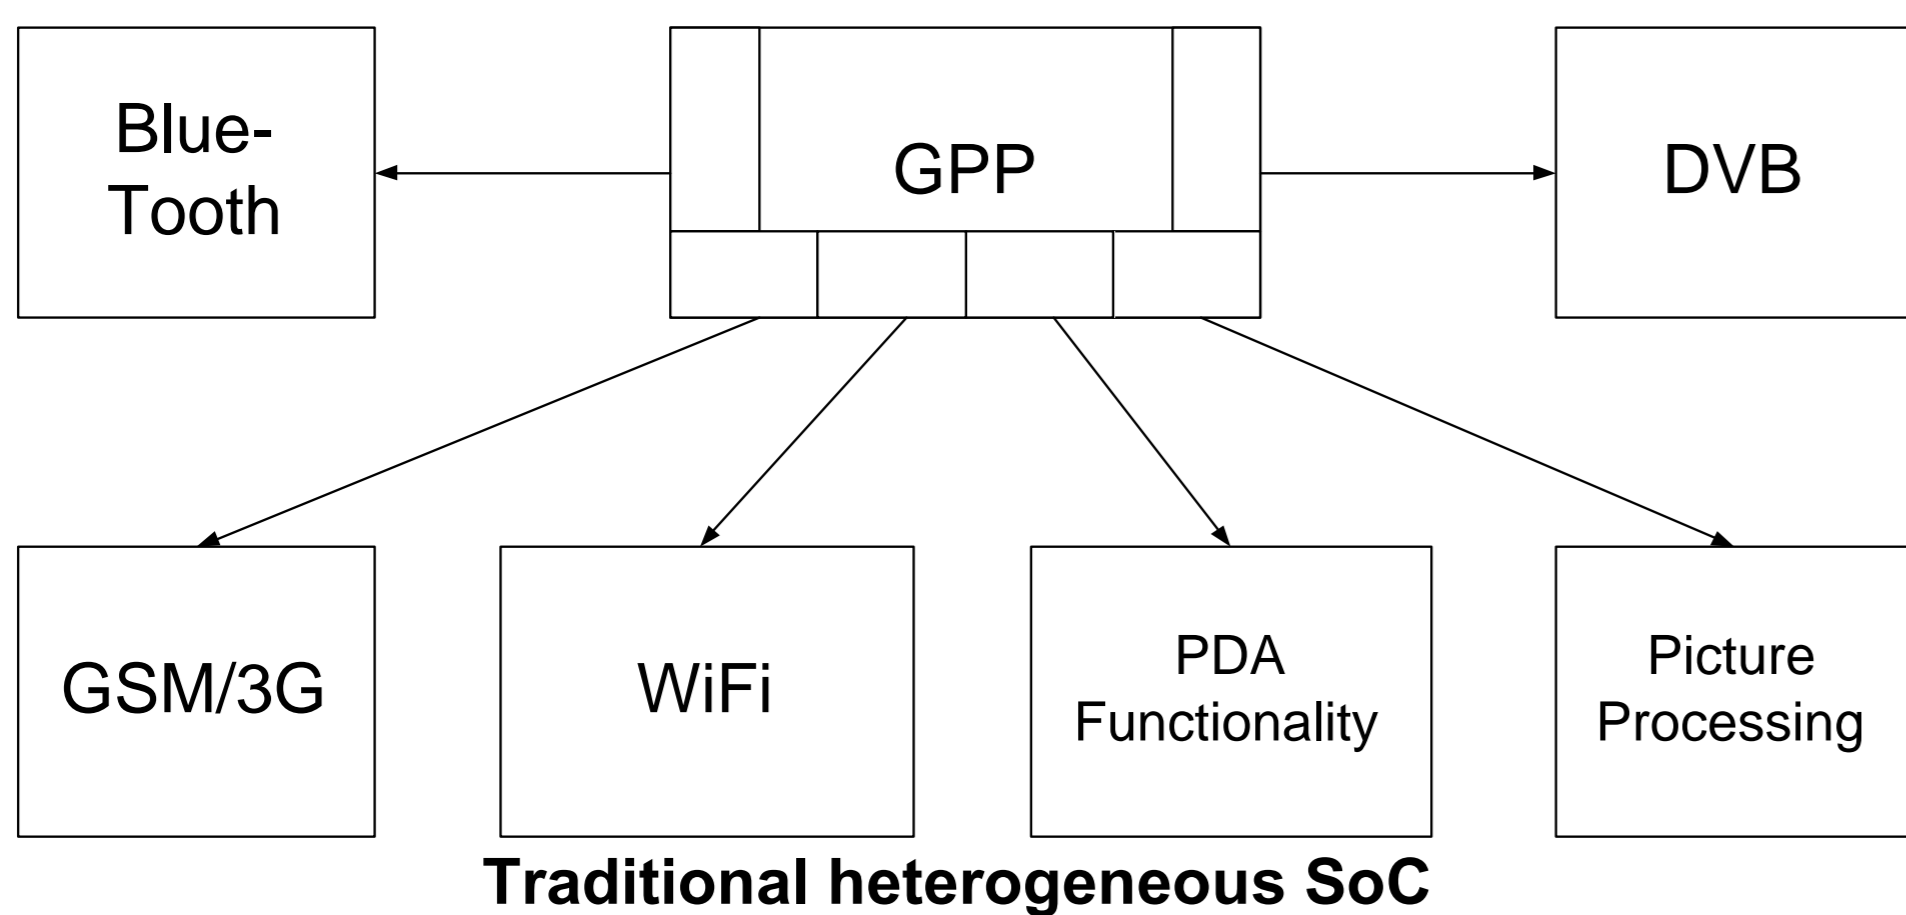 Blue-
Tooth
GPP
DVB
GSM/3G
WiFi
PDA
Functionality
Picture
Processing
Traditional heterogeneous SoC